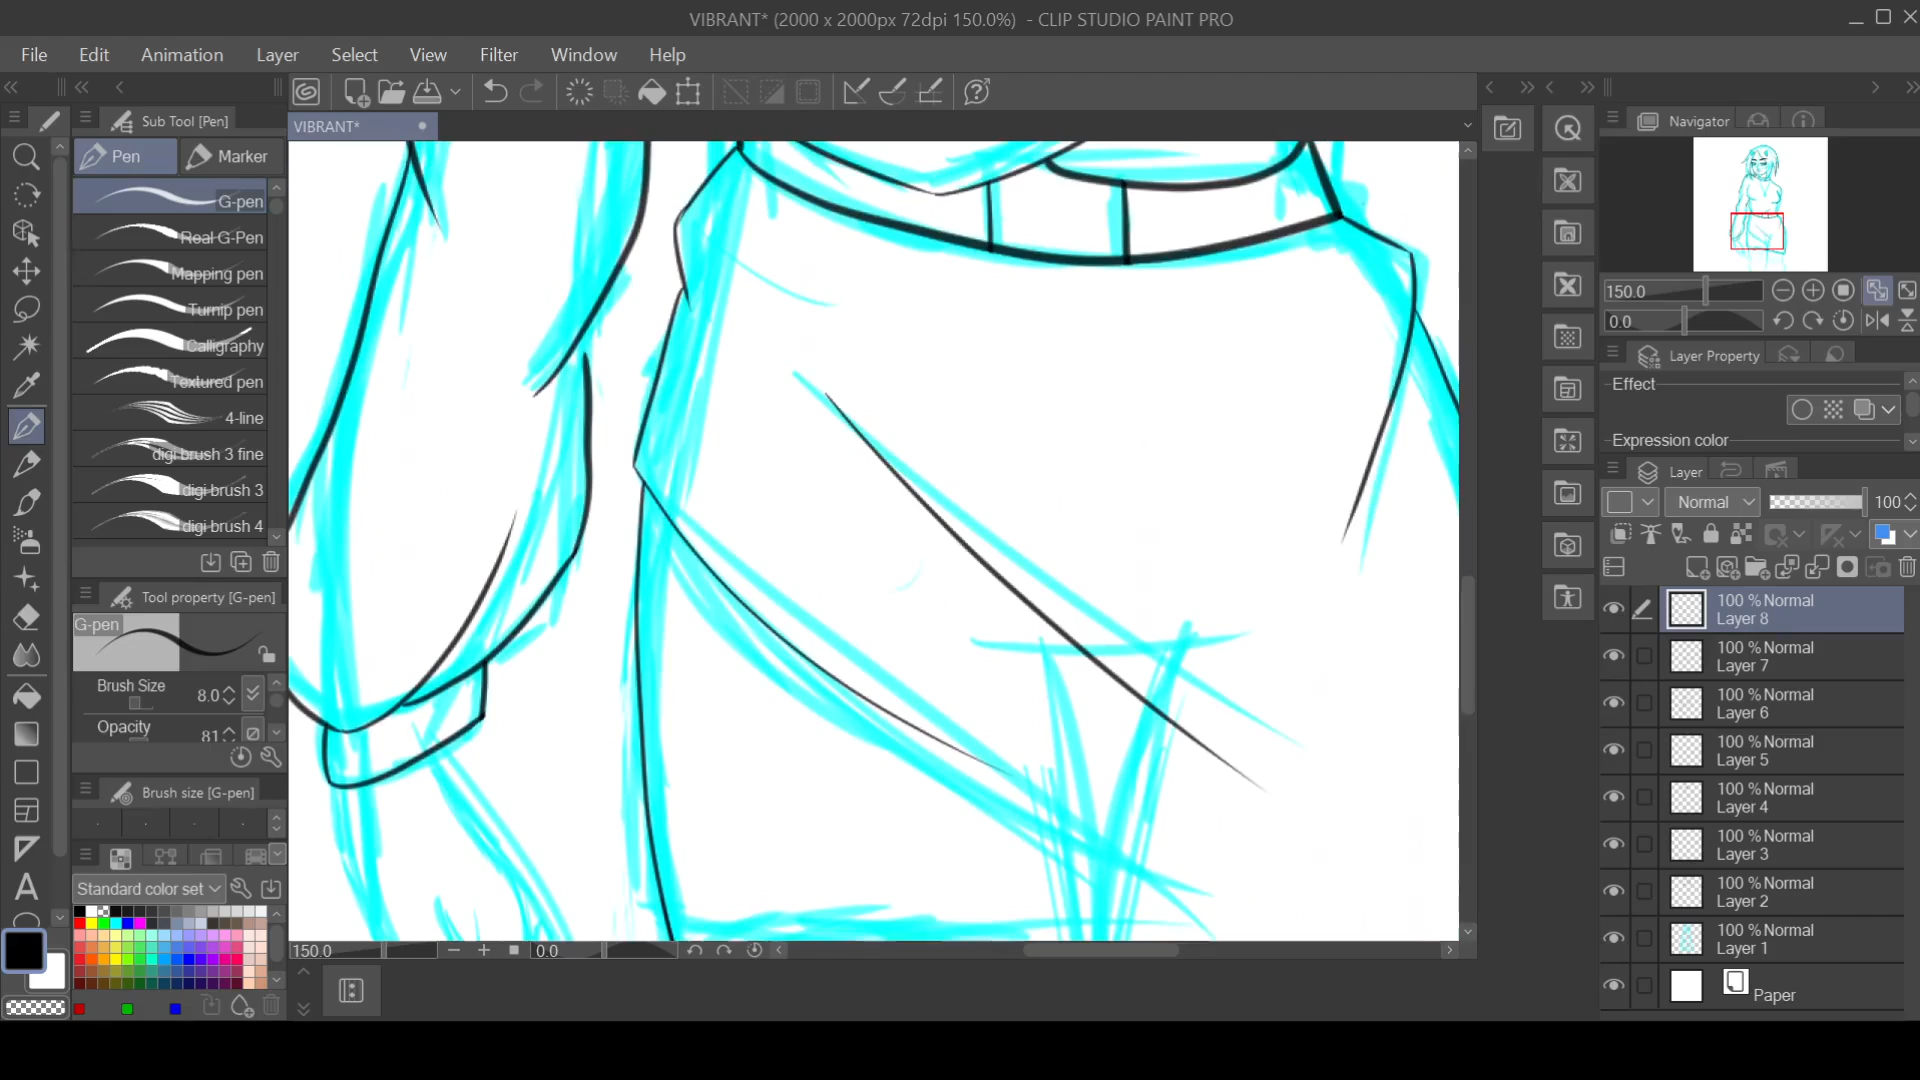 VIBRANT* (2000 x 2000px 72dpi 150.0%) - CLIP STUDIO PAINT PRO
File Edit Animation Layer Select View Filter Window Help
Sub Tool [Pen]
VIBRANT*
Pen Marker
G-pen
Real G-Pen
Mapping pen
Turnip pen
Calligraphy
Textured pen
4-line
digi brush 3 fine
digi brush 3
digi brush 4
Tool property [G-pen]
G-pen
Brush Size 8.0
Opacity 81
Brush size [G-pen]
Standard color set
150.0 0.0
Navigator
150.0
0.0
Layer Property
Effect
Expression color
Layer
Normal 100
100 % Normal
Layer 8
100 % Normal
Layer 7
100 % Normal
Layer 6
100 % Normal
Layer 5
100 % Normal
Layer 4
100 % Normal
Layer 3
100 % Normal
Layer 2
100 % Normal
Layer 1
Paper